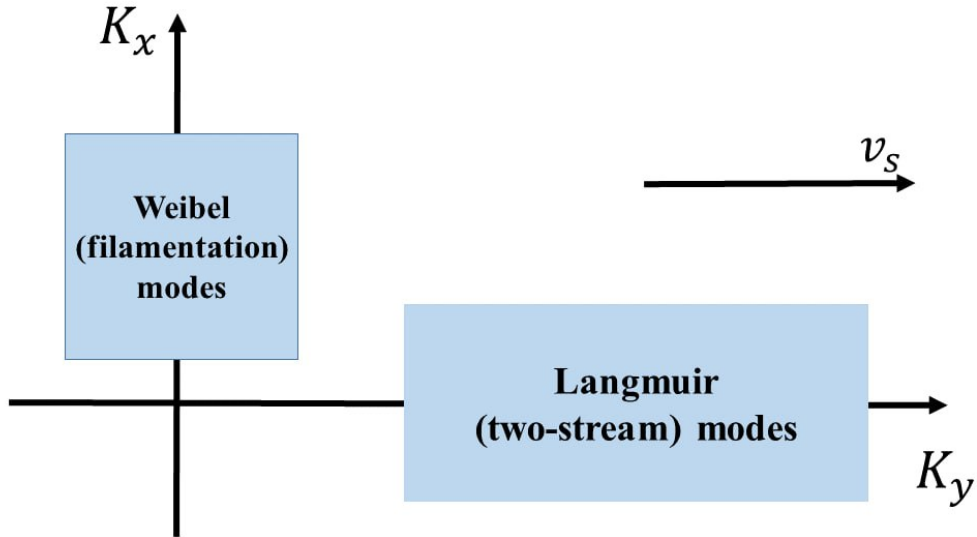 K_x
v_s
Weibel
(filamentation)
modes
Langmuir
(two-stream) modes
K_y